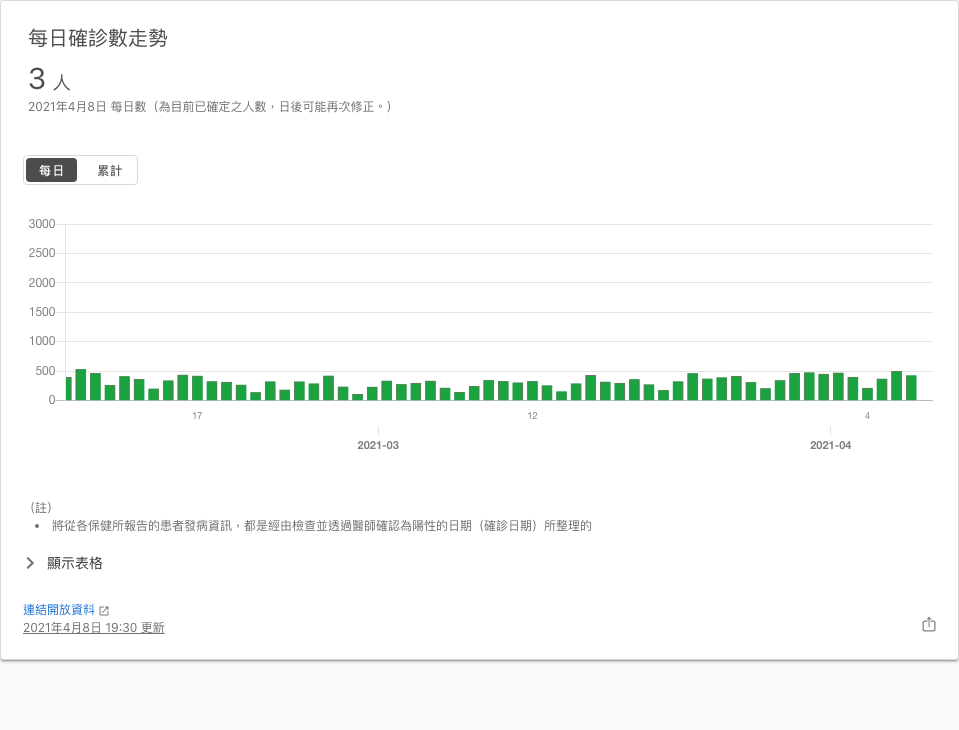 每日確診數走勢
3 人
2021年4月8日 每日數（為目前已確定之人數，日後可能再次修正。）
每日 累計
3000
2500
2000
1500
1000
500
0
17 12 4
2021-03 2021-04
（註）
• 將從各保健所報告的患者發病資訊，都是經由檢查並透過醫師確認為陽性的日期（確診日期）所整理的
顯示表格
連結開放資料
2021年4月8日 19:30 更新